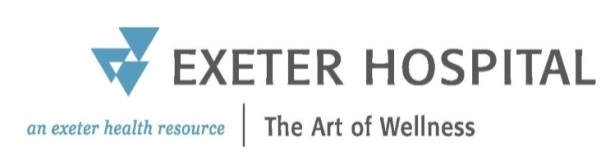 EXETER HOSPITAL
an exeter health resource | The Art of Wellness